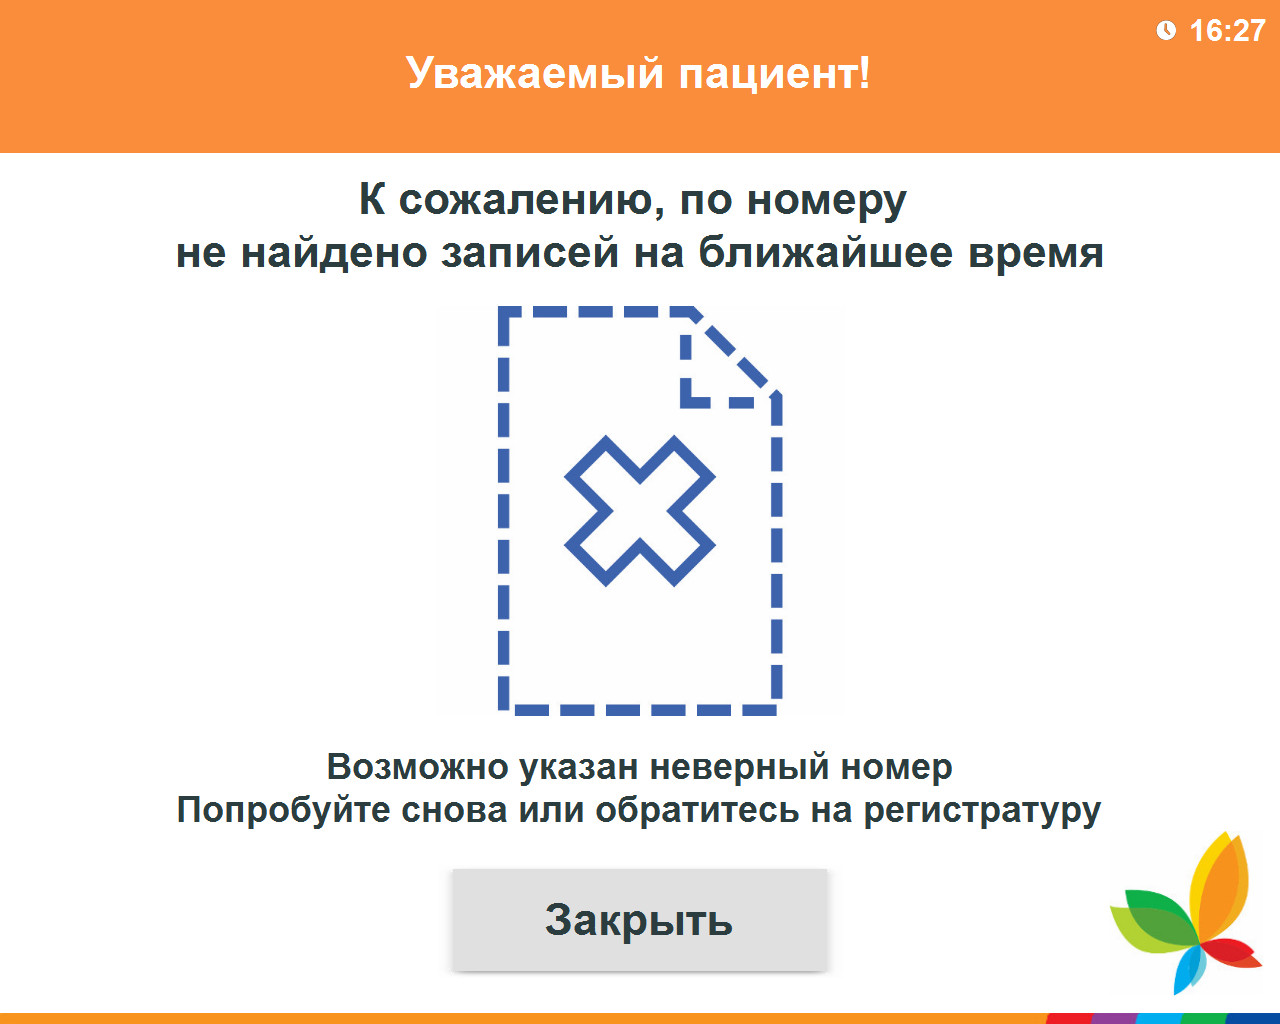 16:27
Уважаемый пациент!
К сожалению, по номеру
не найдено записей на ближайшее время
Возможно указан неверный номер
Попробуйте снова или обратитесь на регистратуру
Закрыть